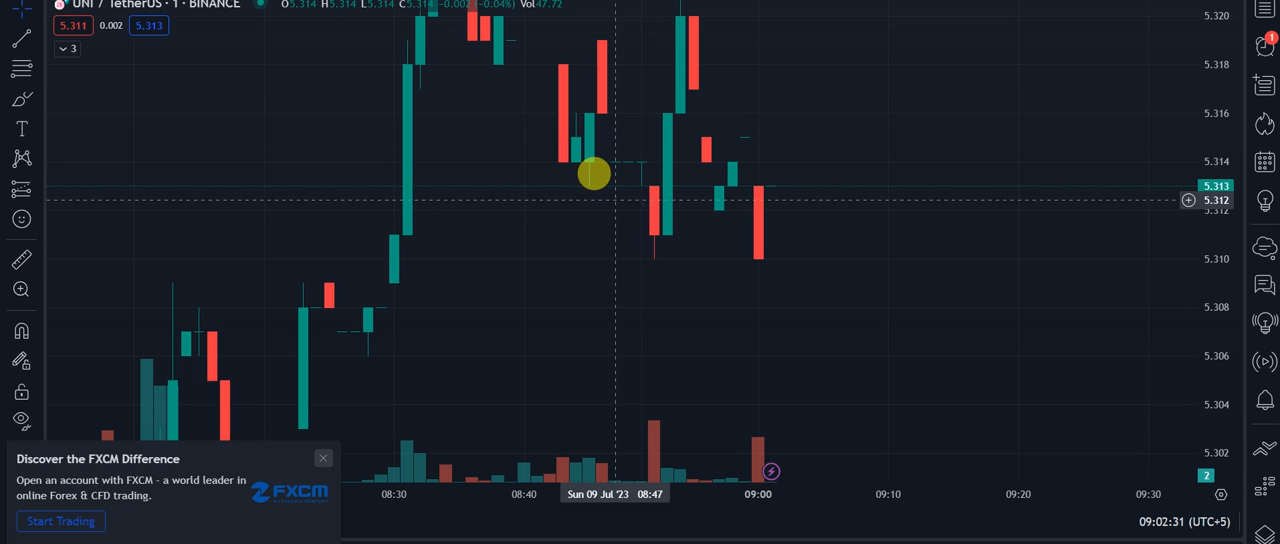 UNI / TetherUS · 1 · BINANCE O5.314 H5.314 L5.314 C5.314 -0.002 (-0.04%) Vol47.72
5.311 0.002 5.313
3
T
5.320
5.318
5.316
5.314
5.313
5.312
5.312
5.310
5.308
5.306
5.304
5.302
2
1
Discover the FXCM Difference
Open an account with FXCM - a world leader in
online Forex & CFD trading.
FXCM
Start Trading
08:30 08:40 Sun 09 Jul '23 08:47 09:00 09:10 09:20 09:30
09:02:31 (UTC+5)